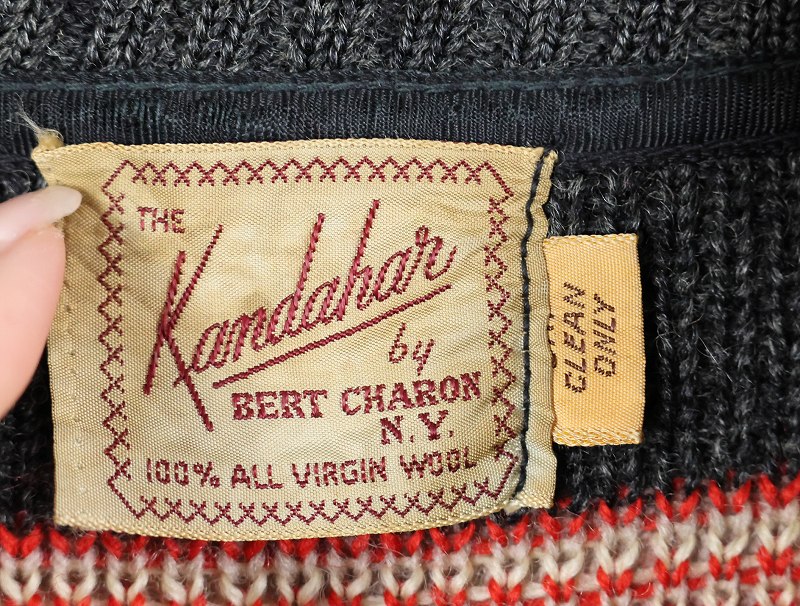 THE
Kandahar
by
BERT CHARON
N.Y.
100% ALL VIRGIN WOOL
CLEAN
ONLY